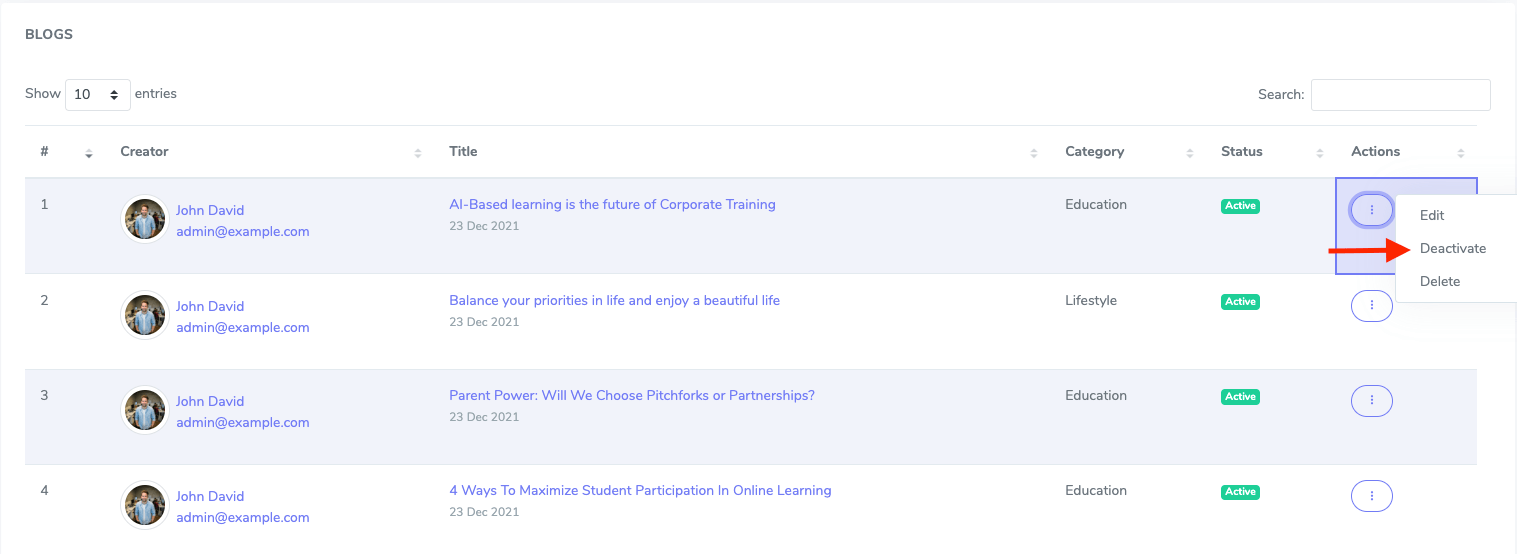 BLOGS
Show 10 entries
Search:
# Creator Title Category Status Actions
1 John David AI-Based learning is the future of Corporate Training Education Active Edit
admin@example.com 23 Dec 2021
Deactivate
Delete
2 John David Balance your priorities in life and enjoy a beautiful life Lifestyle Active
admin@example.com 23 Dec 2021
3 John David Parent Power: Will We Choose Pitchforks or Partnerships? Education Active
admin@example.com 23 Dec 2021
4 John David 4 Ways To Maximize Student Participation In Online Learning Education Active
admin@example.com 23 Dec 2021